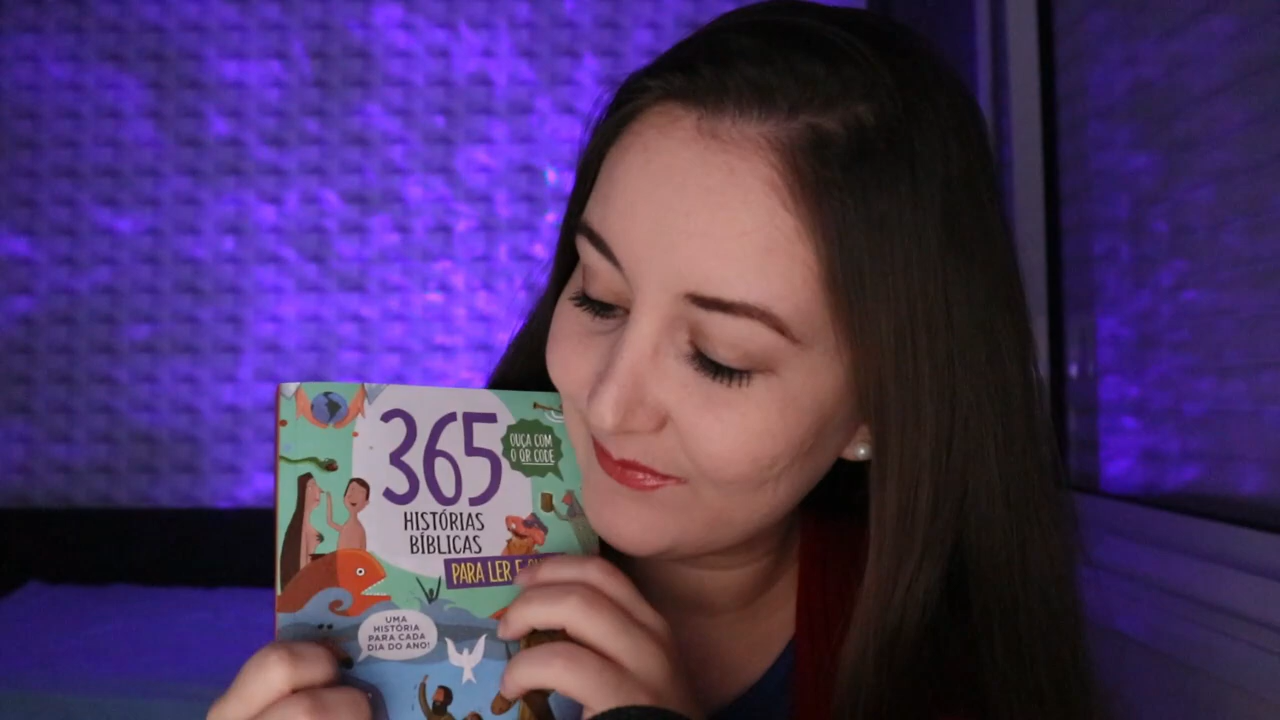 365
OUÇA COM
O QR CODE
HISTÓRIAS
BÍBLICAS
PARA LER E
UMA
HISTÓRIA
PARA CADA
DIA DO ANO!